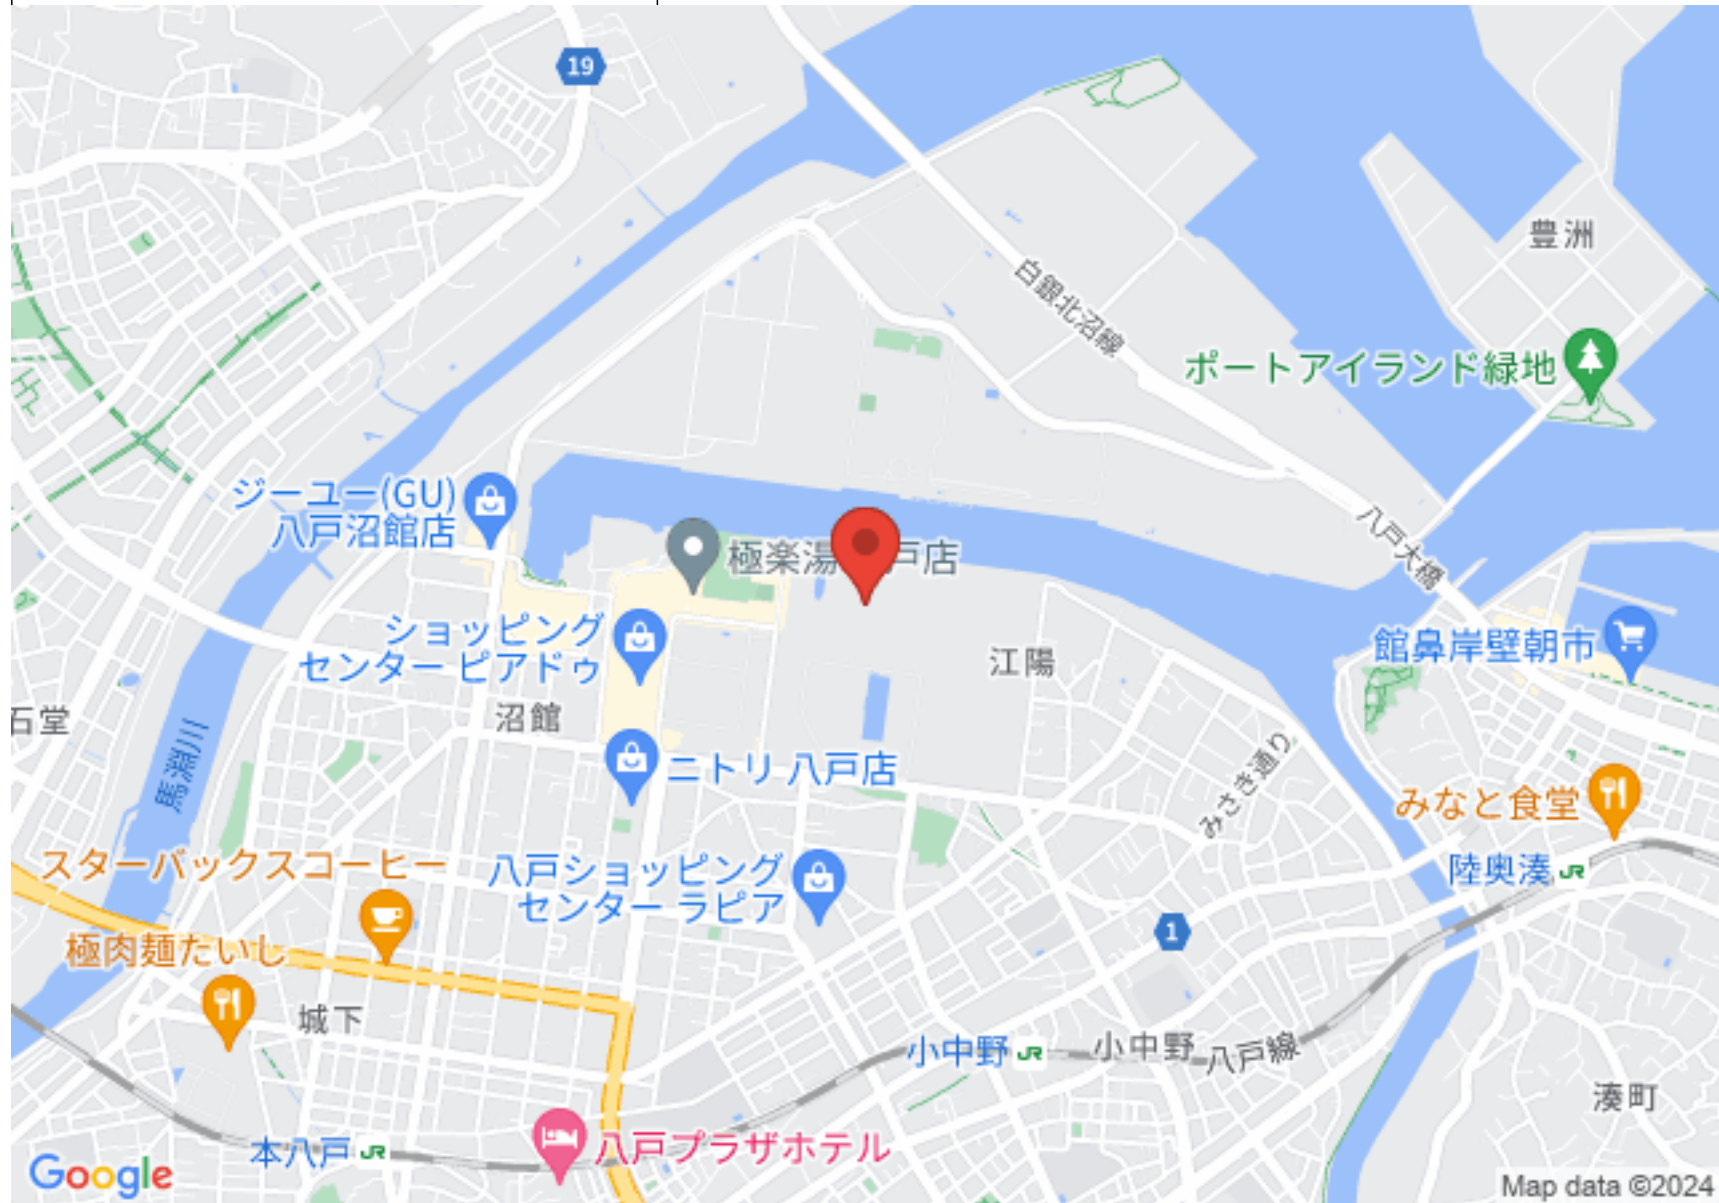 19
豊洲
白銀北沼線
ポートアイランド緑地
ジーユー(GU)
八戸沼館店
八戸大橋
極楽湯 戸店
ショッピング
センター ピアドゥ
江陽
館鼻岸壁朝市
石堂
沼館
馬淵川
ニトリ 八戸店
みさき通り
みなと食堂
スターバックスコーヒー
八戸ショッピング
センター ラピア
陸奥湊 JR
1
極肉麺たいし
城下
小中野 JR
小中野
八戸線
湊町
本八戸 JR
八戸プラザホテル
Google
Map data ©2024